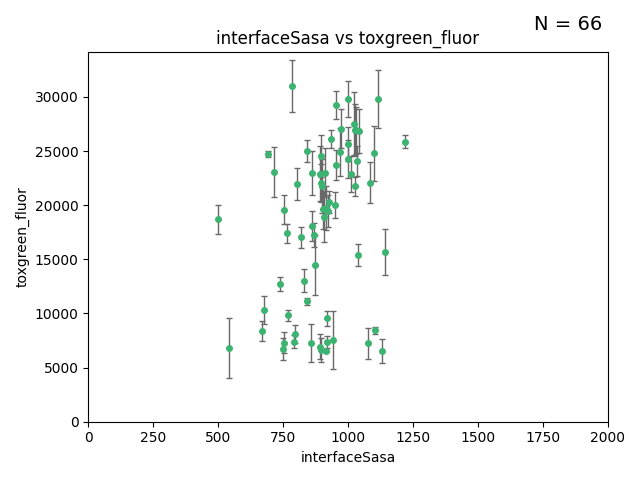 N = 66
interfaceSasa vs toxgreen_fluor
30000
25000
20000
15000
10000
5000
0
toxgreen_fluor
0 250 500 750 1000 1250 1500 1750 2000
interfaceSasa